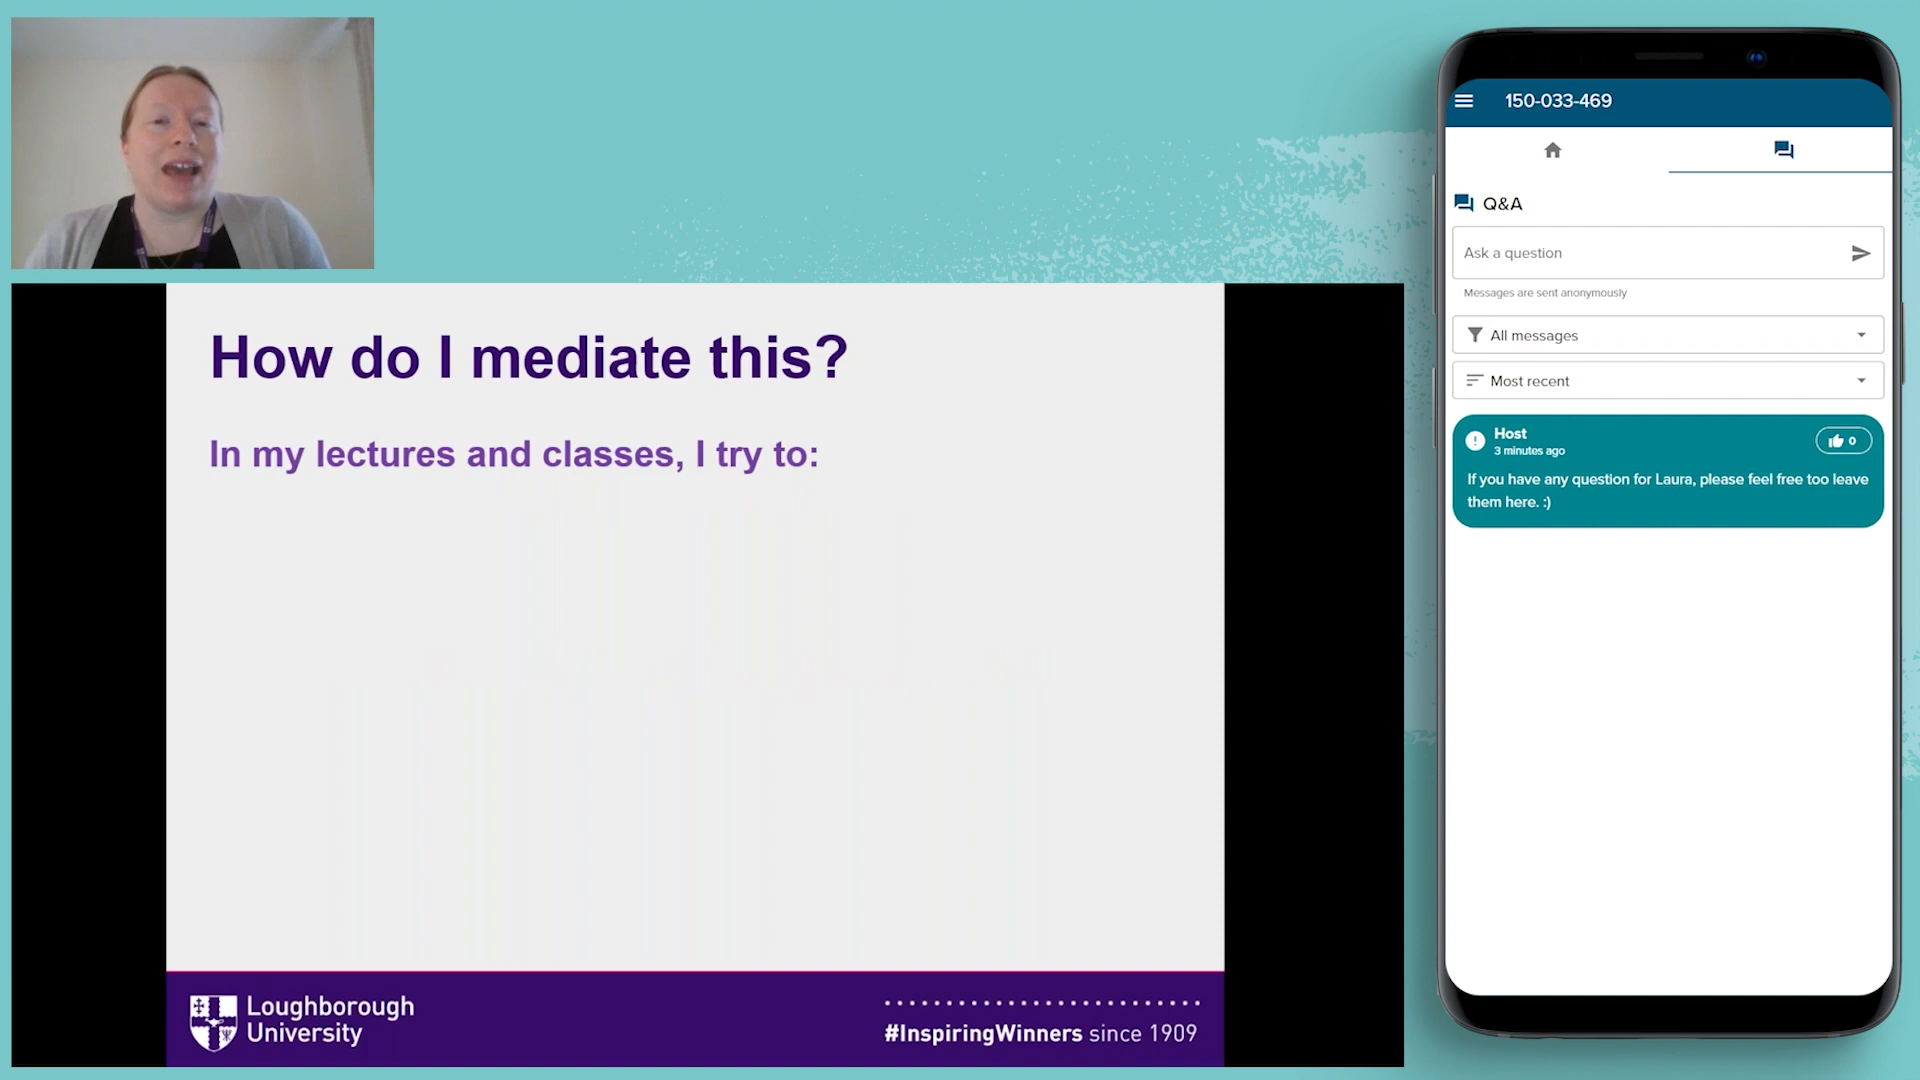 How do I mediate this?
In my lectures and classes, I try to:
Loughborough
University
#InspiringWinners since 1909
150-033-469
Q&A
Ask a question
Messages are sent anonymously
All messages
Most recent
Host
3 minutes ago
0
If you have any question for Laura, please feel free too leave
them here. :)